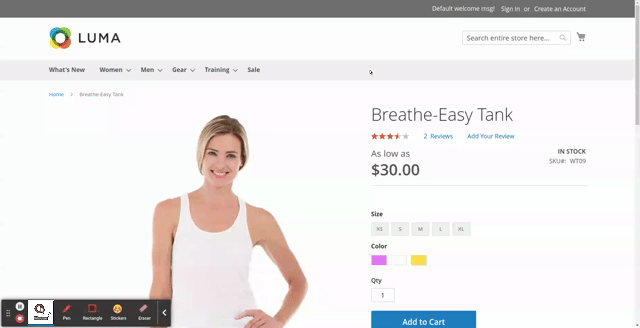 Default welcome msg! Sign In or Create an Account
LUMA
Search entire store here...
What's New Women Men Gear Training Sale
Home > Breathe-Easy Tank
Breathe-Easy Tank
2 Reviews Add Your Review
As low as
$30.00
IN STOCK
SKU#: WT09
Size
XS S M L XL
Color
Qty
1
Add to Cart
Pen Rectangle Stickers Eraser